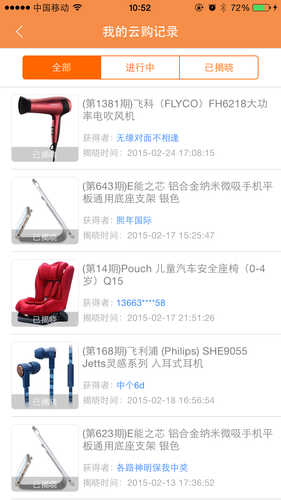 中国移动
10:52
72%
我的云购记录
全部
进行中
已揭晓
(第1381期)飞科（FLYCO）FH6218大功
率电吹风机
已揭晓
获得者: 无缘对面不相逢
揭晓时间：2015-02-24 17:08:15
(第643期)E能之芯 铝合金纳米微吸手机平
板通用底座支架 银色
已揭晓
获得者: 熙年国际
揭晓时间：2015-02-17 15:25:47
(第14期)Pouch 儿童汽车安全座椅（0-4
岁）Q15
已揭晓
获得者: 13663****58
揭晓时间：2015-02-17 21:51:26
(第168期)飞利浦 (Philips) SHE9055
Jetts灵感系列 入耳式耳机
已揭晓
获得者: 中个6d
揭晓时间：2015-02-18 16:56:54
(第623期)E能之芯 铝合金纳米微吸手机平
板通用底座支架 银色
已揭晓
获得者: 各路神明保我中奖
揭晓时间：2015-02-13 17:36:52